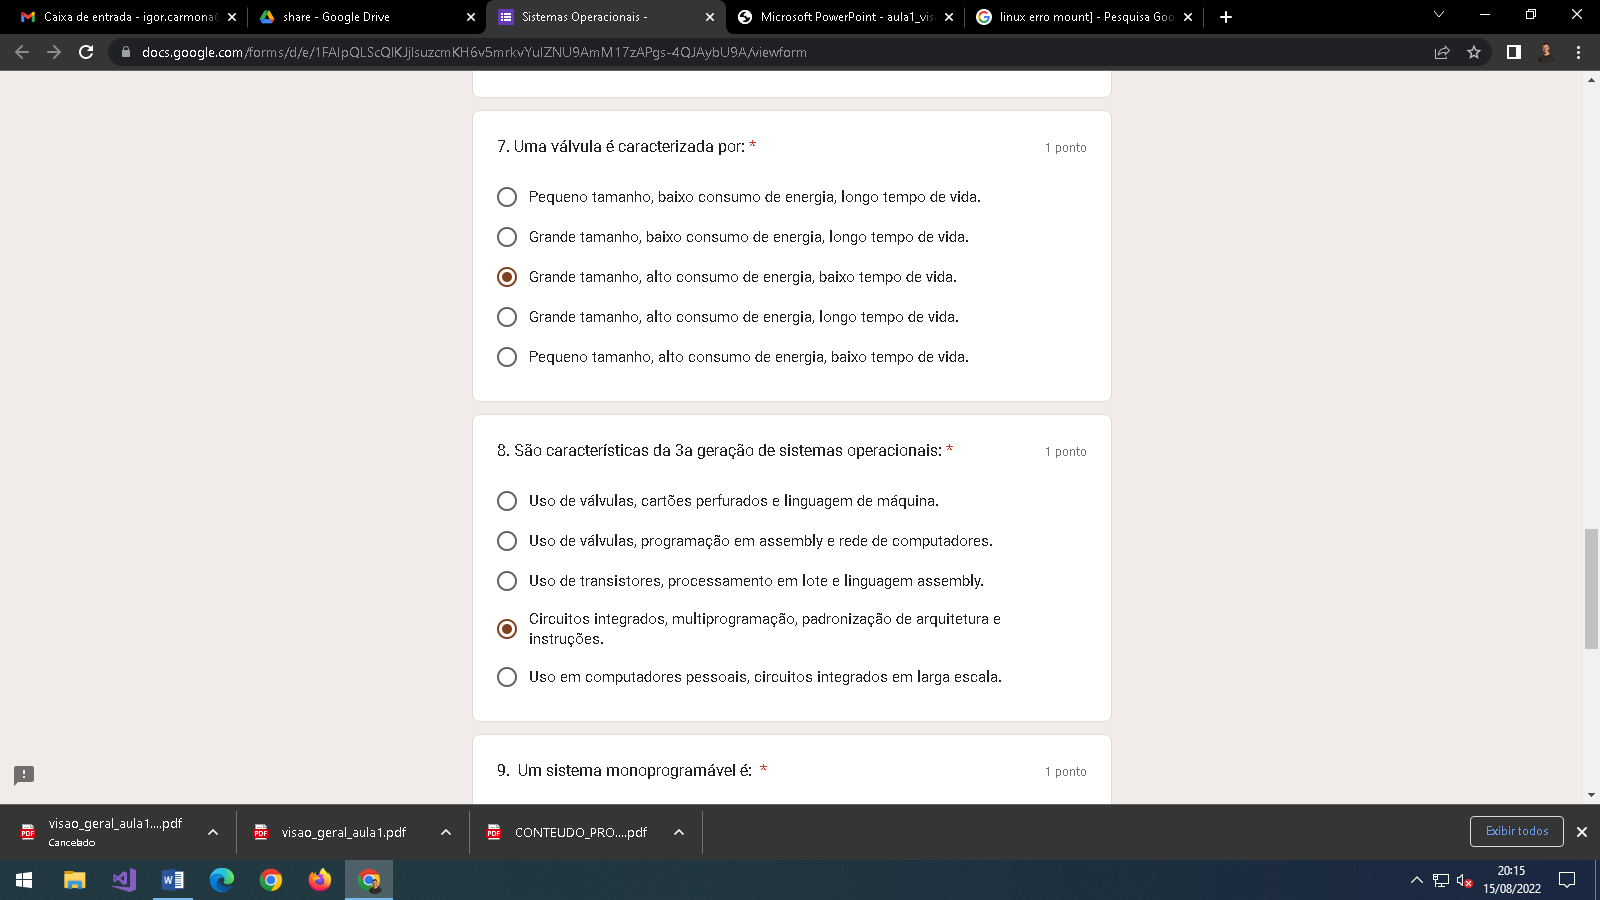 Caixa de entrada - igor.carmona@
share - Google Drive
Sistemas Operacionais -
Microsoft PowerPoint - aula1_vis
linux erro mount] - Pesquisa Goo
docs.google.com/forms/d/e/1FAIpQLScQlKJjlsuzcmKH6v5mrkvYulZNU9AmM17zAPgs-4QJAybU9A/viewform
7. Uma válvula é caracterizada por: *
1 ponto
Pequeno tamanho, baixo consumo de energia, longo tempo de vida.
Grande tamanho, baixo consumo de energia, longo tempo de vida.
Grande tamanho, alto consumo de energia, baixo tempo de vida.
Grande tamanho, alto consumo de energia, longo tempo de vida.
Pequeno tamanho, alto consumo de energia, baixo tempo de vida.
8. São características da 3a geração de sistemas operacionais: *
1 ponto
Uso de válvulas, cartões perfurados e linguagem de máquina.
Uso de válvulas, programação em assembly e rede de computadores.
Uso de transistores, processamento em lote e linguagem assembly.
Circuitos integrados, multiprogramação, padronização de arquitetura e
instruções.
Uso em computadores pessoais, circuitos integrados em larga escala.
9. Um sistema monoprogramável é: *
1 ponto
visao_geral_aula1....pdf
Cancelado
visao_geral_aula1.pdf
CONTEUDO_PRO....pdf
Exibir todos
20:15
15/08/2022